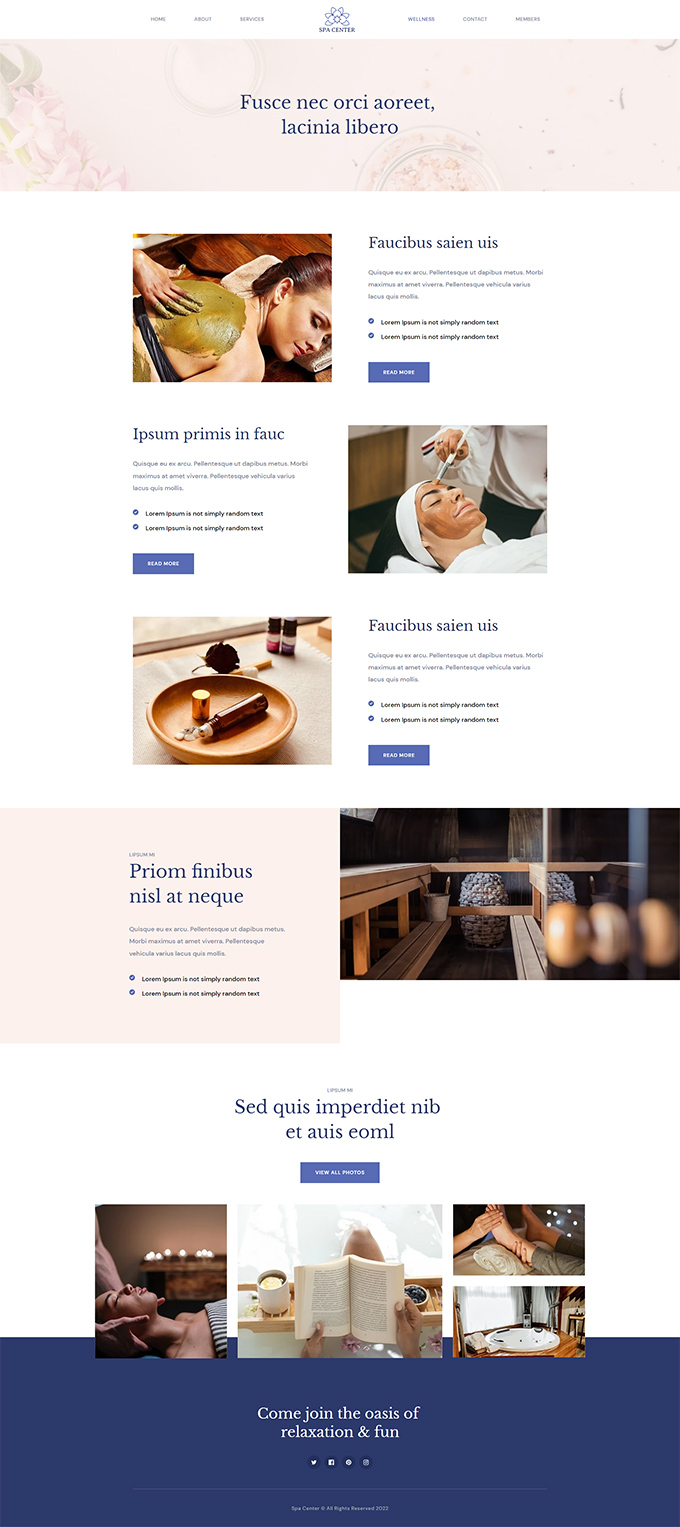 HOME ABOUT SERVICES SPA CENTER WELLNESS CONTACT MEMBERS
Fusce nec orci aoreet,
lacinia libero
Faucibus saien uis
Quisque eu ex arcu. Pellentesque ut dapibus metus. Morbi
maximus at amet viverra. Pellentesque vehicula varius
lacus quis mollis.
Lorem Ipsum is not simply random text
Lorem Ipsum is not simply random text
READ MORE
Ipsum primis in fauc
Quisque eu ex arcu. Pellentesque ut dapibus metus. Morbi
maximus at amet viverra. Pellentesque vehicula varius
lacus quis mollis.
Lorem Ipsum is not simply random text
Lorem Ipsum is not simply random text
READ MORE
Faucibus saien uis
Quisque eu ex arcu. Pellentesque ut dapibus metus. Morbi
maximus at amet viverra. Pellentesque vehicula varius
lacus quis mollis.
Lorem Ipsum is not simply random text
Lorem Ipsum is not simply random text
READ MORE
LIPSUM MI
Priom finibus
nisl at neque
Quisque eu ex arcu. Pellentesque ut dapibus metus.
Morbi maximus at amet viverra. Pellentesque
vehicula varius lacus quis mollis.
Lorem Ipsum is not simply random text
Lorem Ipsum is not simply random text
LIPSUM MI
Sed quis imperdiet nib
et auis eoml
VIEW ALL PHOTOS
Come join the oasis of
relaxation & fun
Spa Center © All Rights Reserved 2022